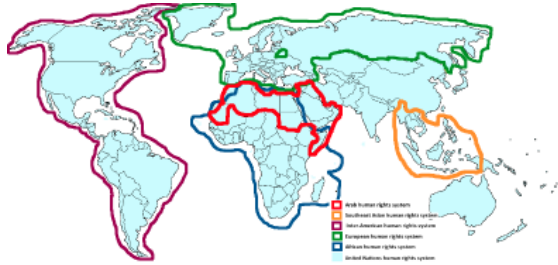 Arab human rights system
Southeast Asian human rights system
Inter-American human rights system
European human rights system
African human rights system
United Nations human rights system